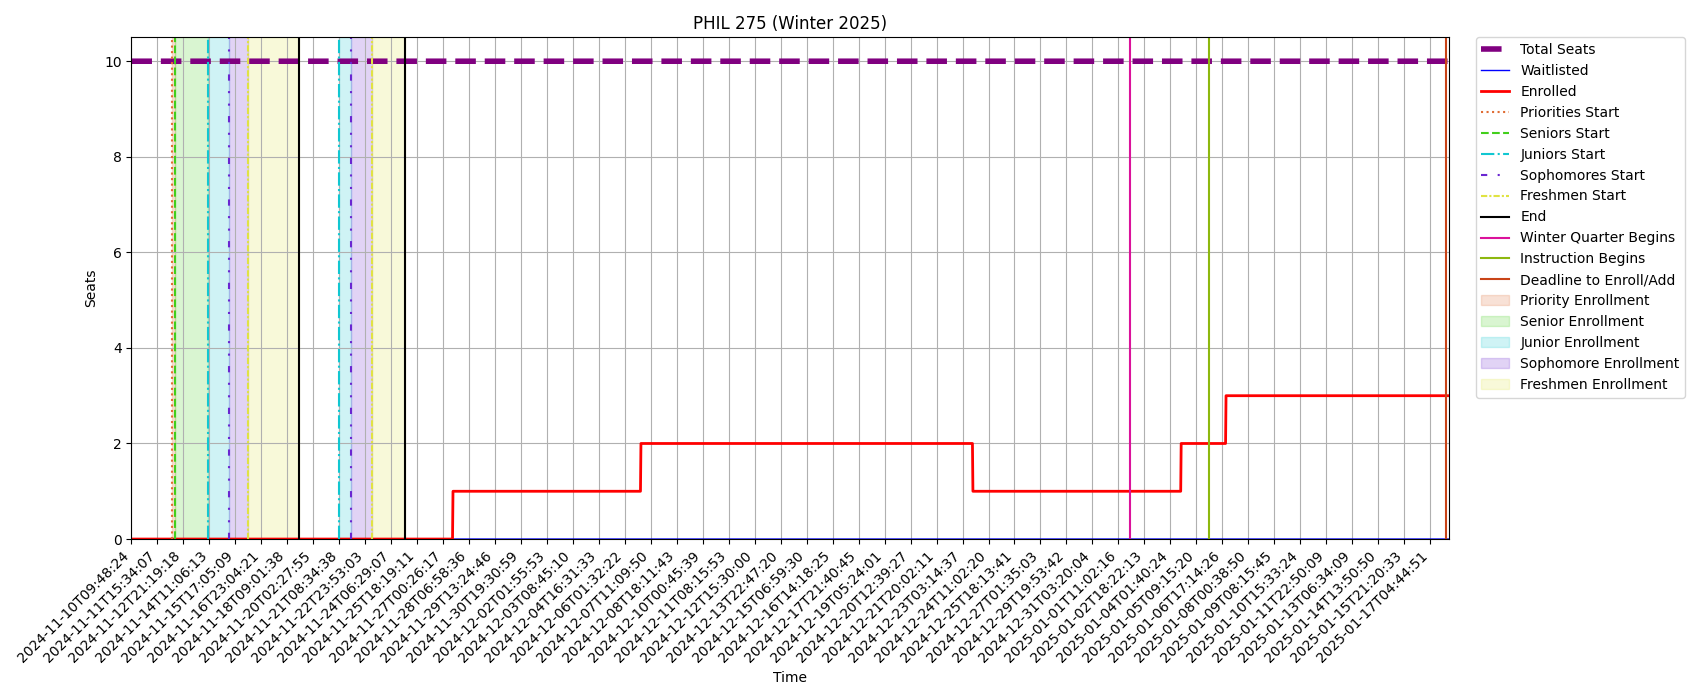 PHIL 275 (Winter 2025)
10
8
6
4
2
0
Seats
2024-11-10T09:48:24
2024-11-11T15:34:07
2024-11-12T21:19:18
2024-11-14T11:06:13
2024-11-15T17:05:09
2024-11-16T23:04:21
2024-11-18T09:01:38
2024-11-20T02:27:55
2024-11-21T08:34:38
2024-11-22T23:53:03
2024-11-24T06:29:07
2024-11-25T18:19:11
2024-11-27T00:26:17
2024-11-28T06:58:36
2024-11-29T13:24:46
2024-11-30T19:30:59
2024-12-02T01:55:53
2024-12-03T08:45:10
2024-12-04T16:31:33
2024-12-06T01:32:22
2024-12-07T11:09:50
2024-12-08T18:11:43
2024-12-10T00:45:39
2024-12-11T08:15:53
2024-12-12T15:30:00
2024-12-13T22:47:20
2024-12-15T06:59:30
2024-12-16T14:18:25
2024-12-17T21:40:45
2024-12-19T05:24:01
2024-12-20T12:39:27
2024-12-21T20:02:11
2024-12-23T03:14:37
2024-12-24T11:02:20
2024-12-25T18:13:41
2024-12-27T01:35:03
2024-12-29T19:53:42
2024-12-31T03:20:04
2025-01-01T11:02:16
2025-01-02T18:22:13
2025-01-04T01:40:24
2025-01-05T09:15:20
2025-01-06T17:14:26
2025-01-08T00:38:50
2025-01-09T08:15:45
2025-01-10T15:33:24
2025-01-11T22:50:09
2025-01-13T06:34:09
2025-01-14T13:50:50
2025-01-15T21:20:33
2025-01-17T04:44:51
Time
Total Seats
Waitlisted
Enrolled
Priorities Start
Seniors Start
Juniors Start
Sophomores Start
Freshmen Start
End
Winter Quarter Begins
Instruction Begins
Deadline to Enroll/Add
Priority Enrollment
Senior Enrollment
Junior Enrollment
Sophomore Enrollment
Freshmen Enrollment